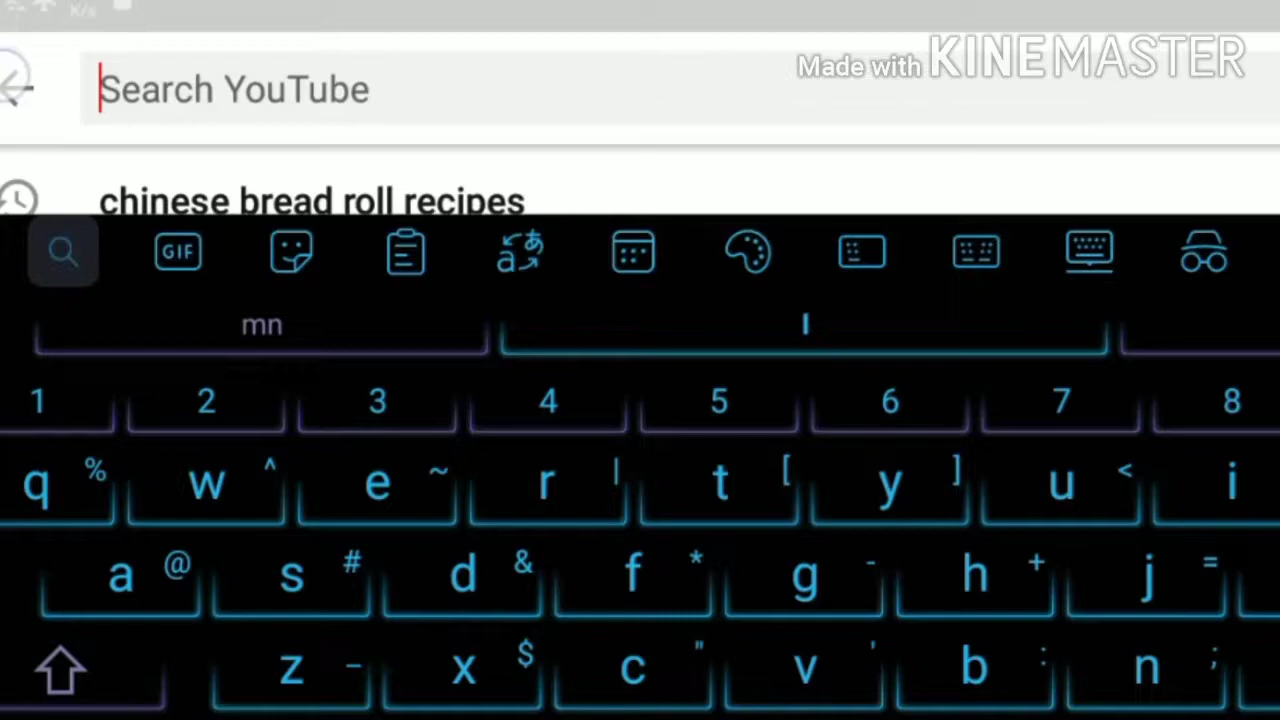 K/s
Made with KINEMASTER
Search YouTube
chinese bread roll recipes
GIF
mn I
1 2 3 4 5 6 7 8
q % w ^ e ~ r | t [ y ] u < i
a @ s # d & f * g - h + j =
z _ x $ c " v ' b : n ;